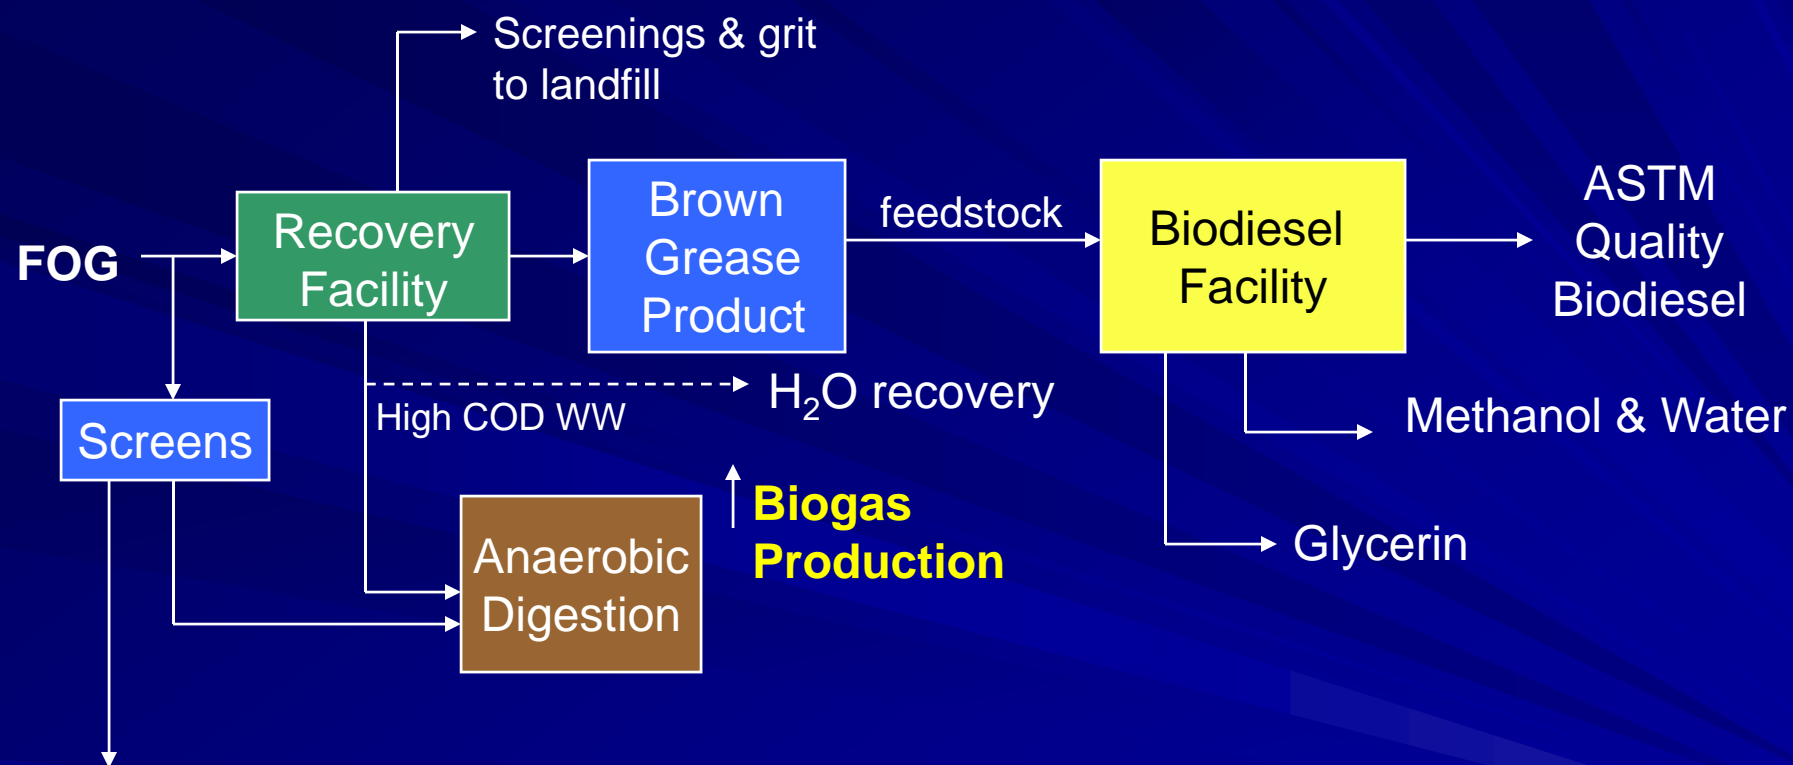 Screenings & grit
to landfill
FOG
Recovery
Facility
Brown
Grease
Product
feedstock
Biodiesel
Facility
ASTM
Quality
Biodiesel
Screens
High COD WW
H₂O recovery
Methanol & Water
Anaerobic
Digestion
Biogas
Production
Glycerin